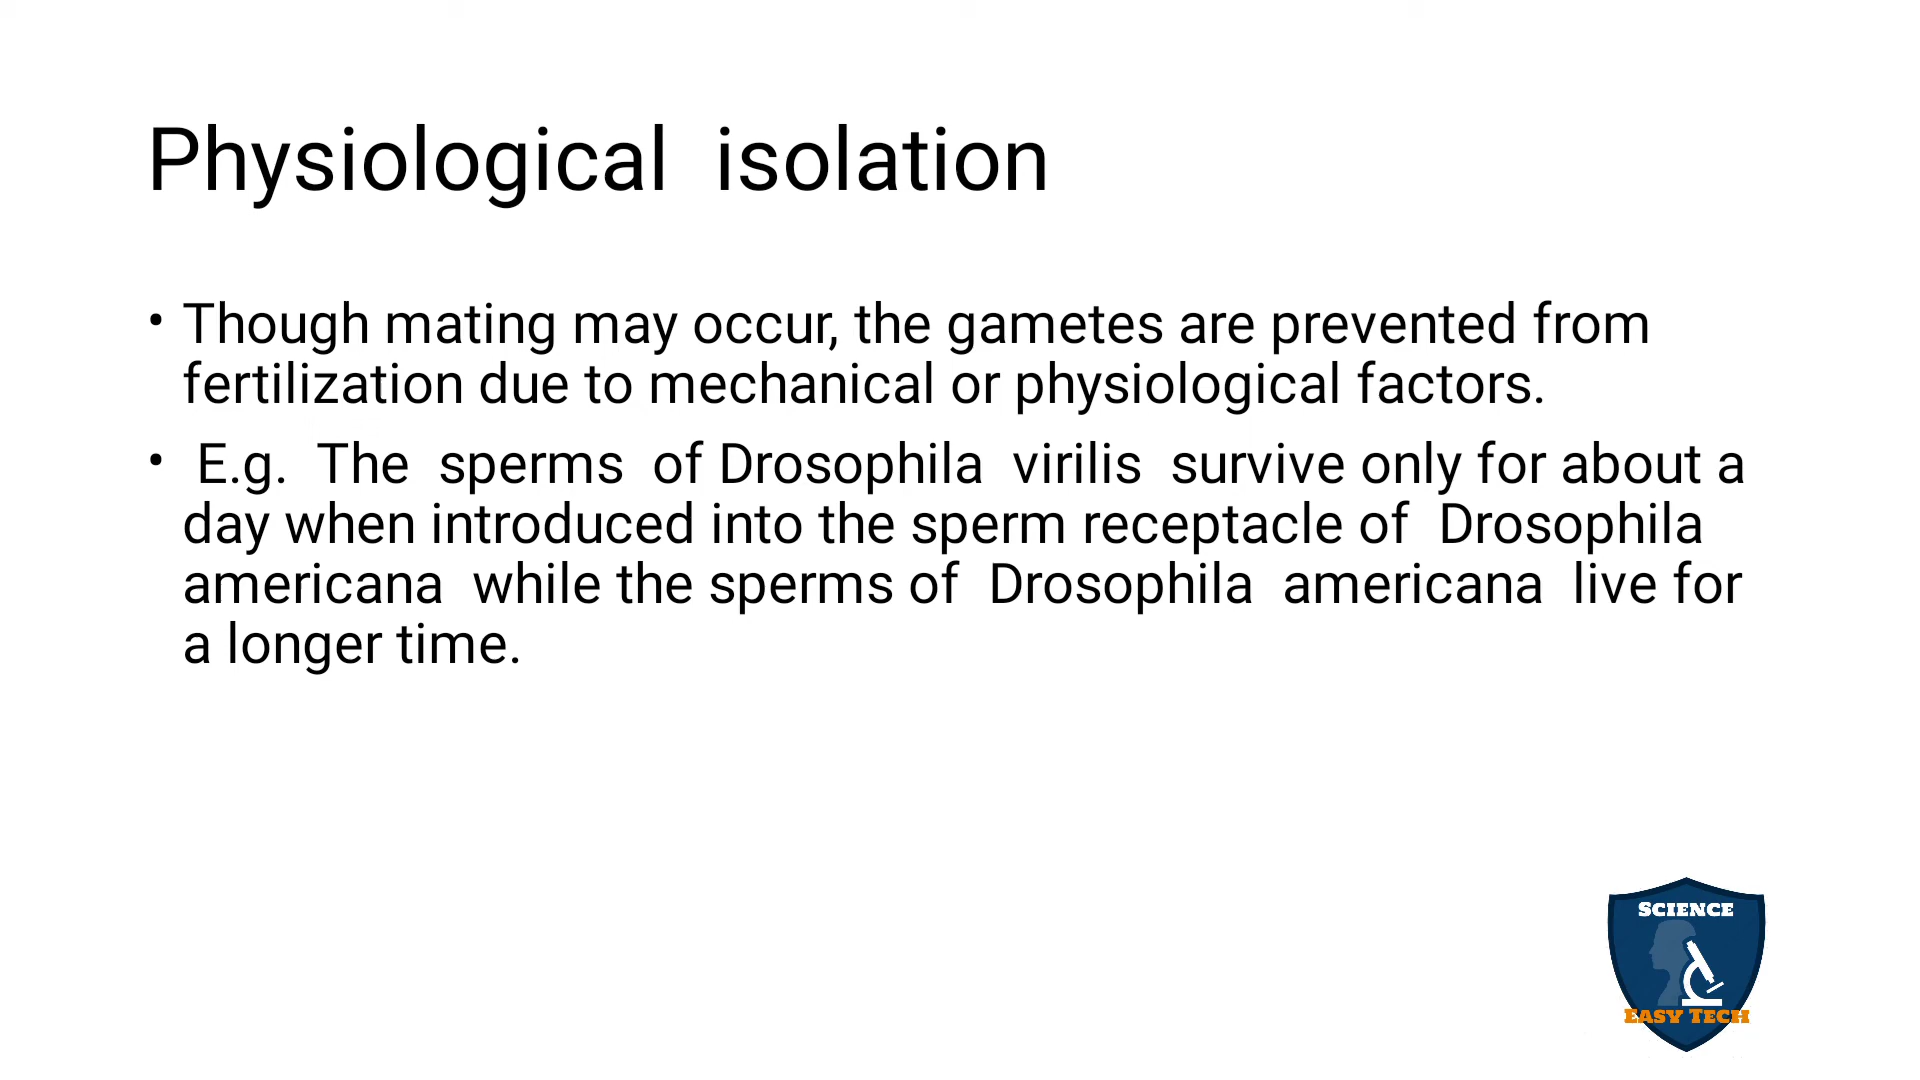 Physiological isolation
• Though mating may occur, the gametes are prevented from
fertilization due to mechanical or physiological factors.
• E.g. The sperms of Drosophila virilis survive only for about a
day when introduced into the sperm receptacle of Drosophila
americana while the sperms of Drosophila americana live for
a longer time.
SCIENCE
EASY TECH